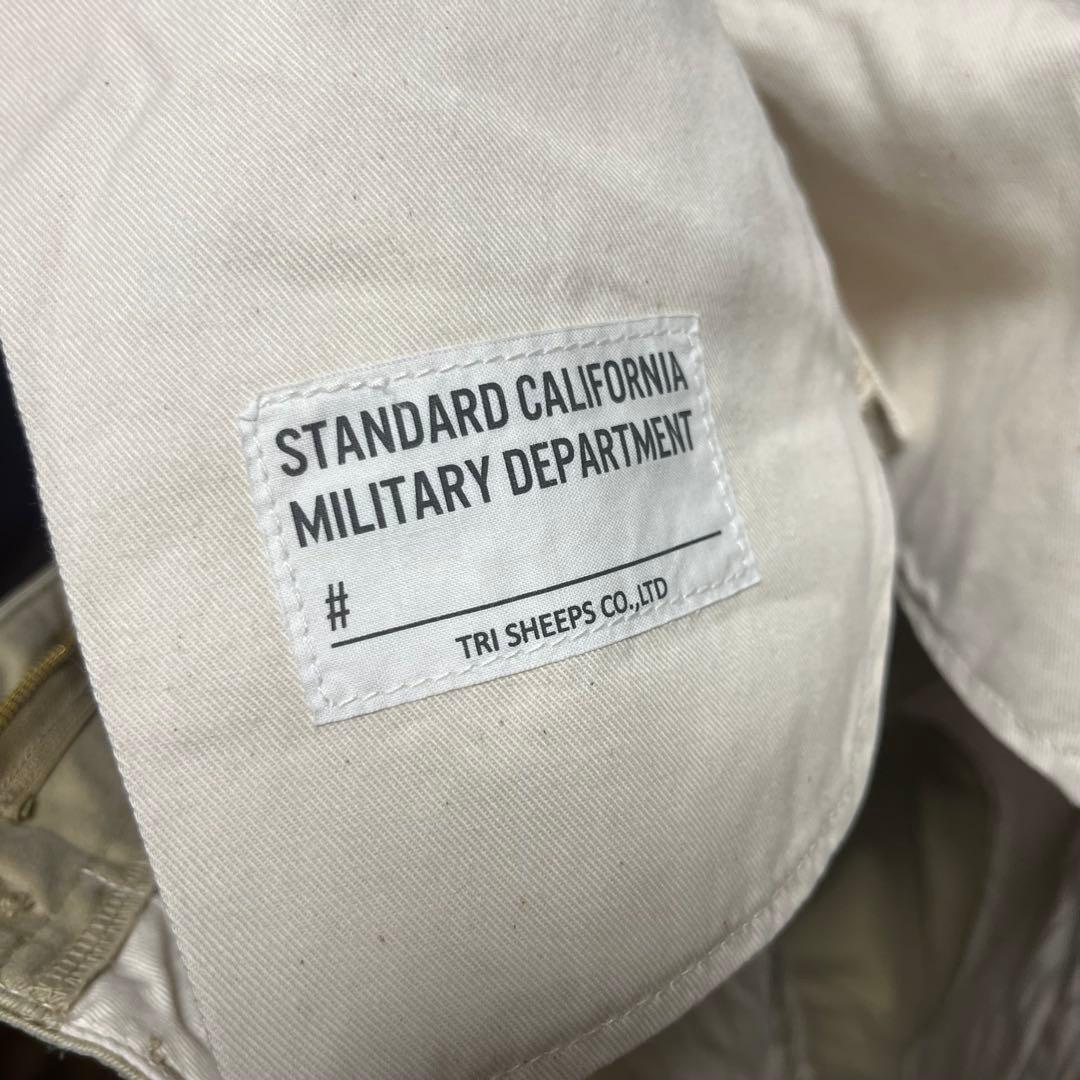 STANDARD CALIFORNIA
MILITARY DEPARTMENT
#
TRI SHEEPS CO.,LTD